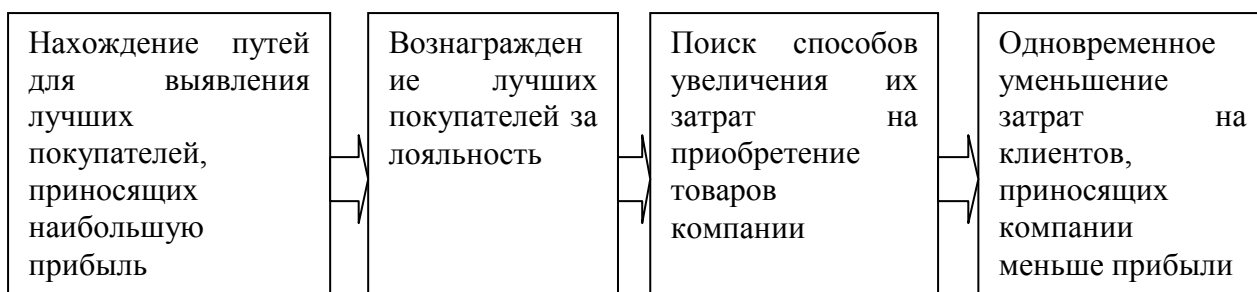 Нахождение путей
для выявления
лучших
покупателей,
приносящих
наибольшую
прибыль
Вознагражден
ие лучших
покупателей за
лояльность
Поиск способов
увеличения их
затрат на
приобретение
товаров
компании
Одновременное
уменьшение
затрат на
клиентов,
приносящих
компании
меньше прибыли